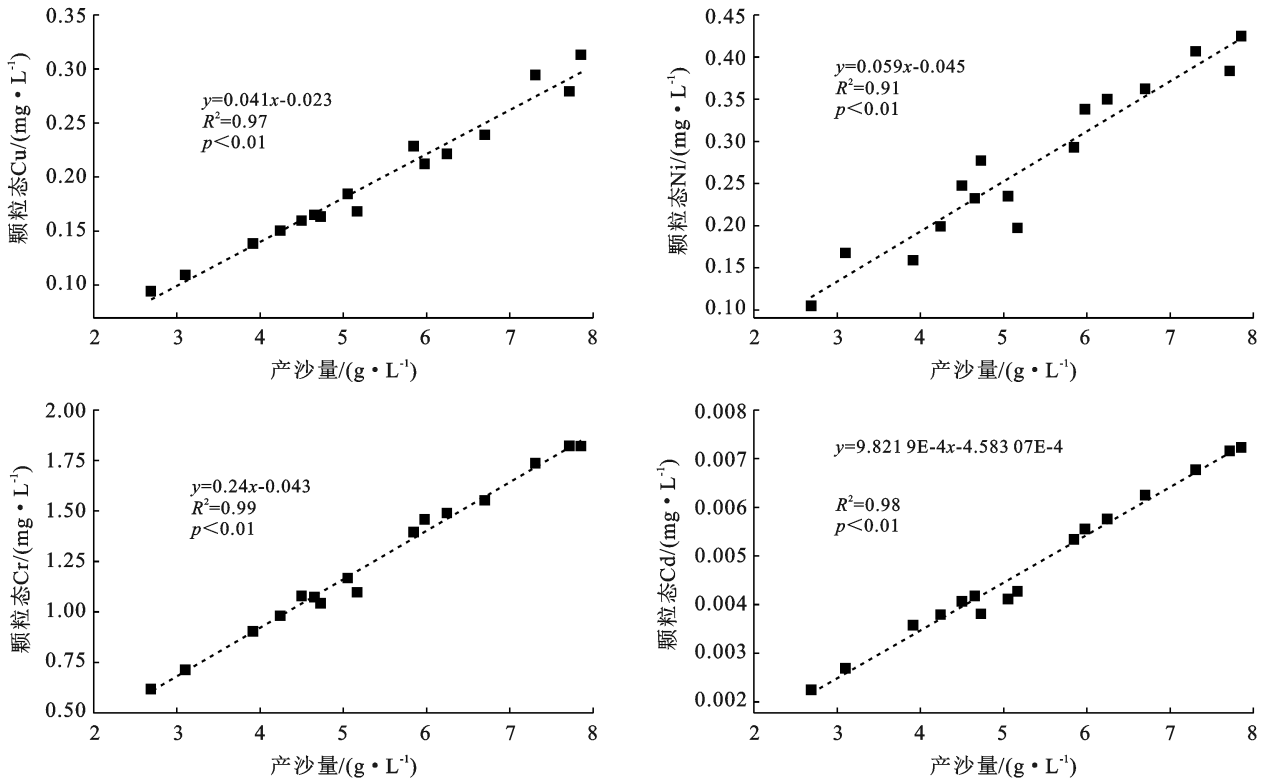 0.35
0.30
0.25
0.20
0.15
0.10
颗粒态Cu/(mg·L-1)
y=0.041x-0.023
R2=0.97
p<0.01
2 3 4 5 6 7 8
产沙量/(g·L-1)
0.45
0.40
0.35
0.30
0.25
0.20
0.15
0.10
颗粒态Ni/(mg·L-1)
y=0.059x-0.045
R2=0.91
p<0.01
2 3 4 5 6 7 8
产沙量/(g·L-1)
2.00
1.75
1.50
1.25
1.00
0.75
0.50
颗粒态Cr/(mg·L-1)
y=0.24x-0.043
R2=0.99
p<0.01
2 3 4 5 6 7 8
产沙量/(g·L-1)
0.008
0.007
0.006
0.005
0.004
0.003
0.002
颗粒态Cd/(mg·L-1)
y=9.821 9E-4x-4.583 07E-4
R2=0.98
p<0.01
2 3 4 5 6 7 8
产沙量/(g·L-1)